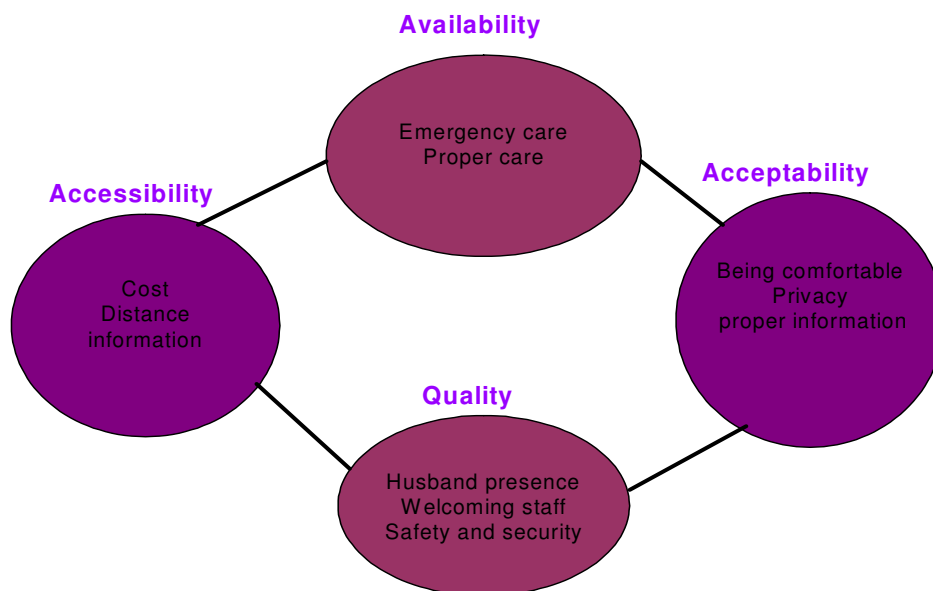 Availability
Emergency care
Proper care
Accessibility
Cost
Distance
information
Acceptability
Being comfortable
Privacy
proper information
Quality
Husband presence
Welcoming staff
Safety and security